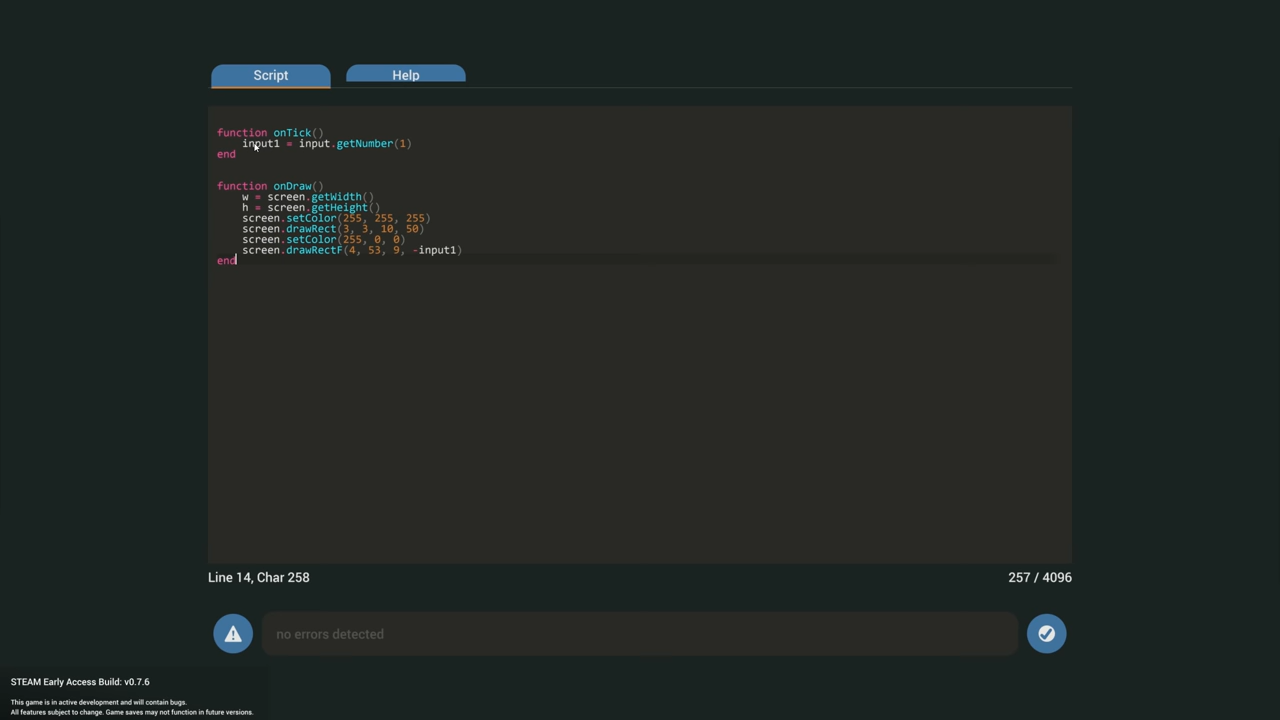 Script
Help
function onTick()
    input1 = input.getNumber(1)
end
function onDraw()
    w = screen.getWidth()
    h = screen.getHeight()
    screen.setColor(255, 255, 255)
    screen.drawRect(3, 3, 10, 50)
    screen.setColor(255, 0, 0)
    screen.drawRectF(4, 53, 9, -input1)
end
Line 14, Char 258
257 / 4096
no errors detected
STEAM Early Access Build: v0.7.6
This game is in active development and will contain bugs.
All features subject to change. Game saves may not function in future versions.